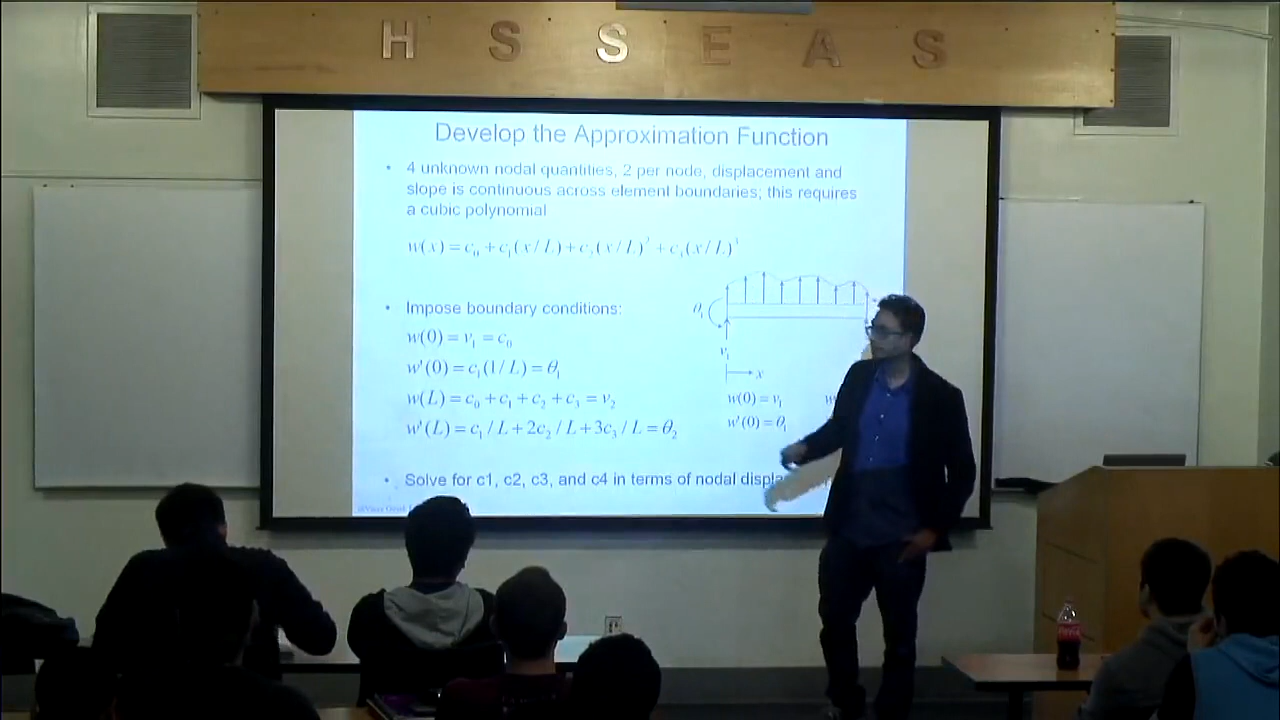 H S S E A S
Develop the Approximation Function
• 4 unknown nodal quantities, 2 per node, displacement and
slope is continuous across element boundaries; this requires
a cubic polynomial
w(x) = c₀ + c₁(x/L) + c₂(x/L)² + c₃(x/L)³
• Impose boundary conditions:
w(0) = v₁ = c₀
w'(0) = c₁(1/L) = θ₁
w(L) = c₀ + c₁ + c₂ + c₃ = v₂
w'(L) = c₁/L + 2c₂/L + 3c₃/L = θ₂
θ₁
v₁
x
w(0) = v₁
w'(0) = θ₁
• Solve for c1, c2, c3, and c4 in terms of nodal